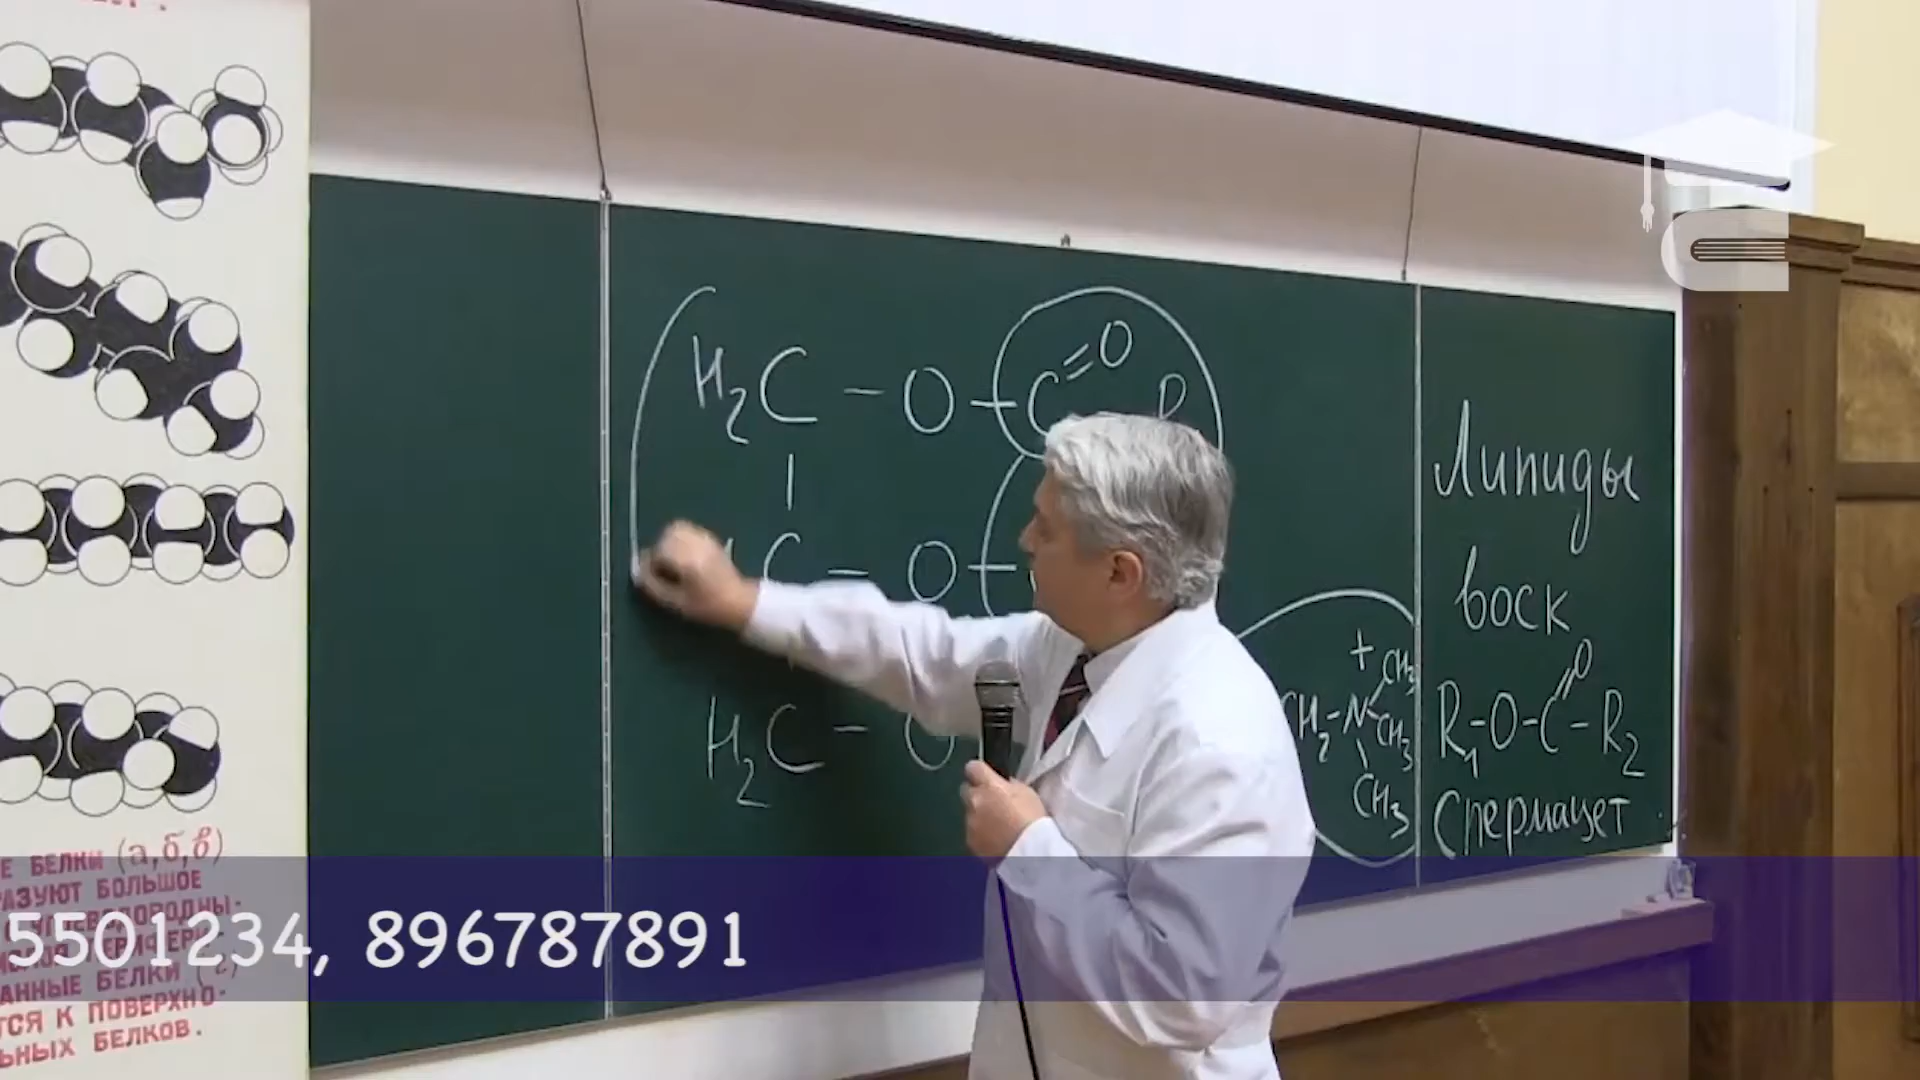 H₂C – O – C = O
R
C – O –
H₂C – O
+
CH₃
CH₂ – N – CH₃
CH₃
Липиды
воск
O
R₁-O-C-R₂
Спермацет
Е БЕЛКИ (а,б,в)
АЗУЮТ БОЛЬШОЕ
АННЫЕ БЕЛКИ (г)
ТСЯ К ПОВЕРХНО-
ЬНЫХ БЕЛКОВ.
5501234, 896787891